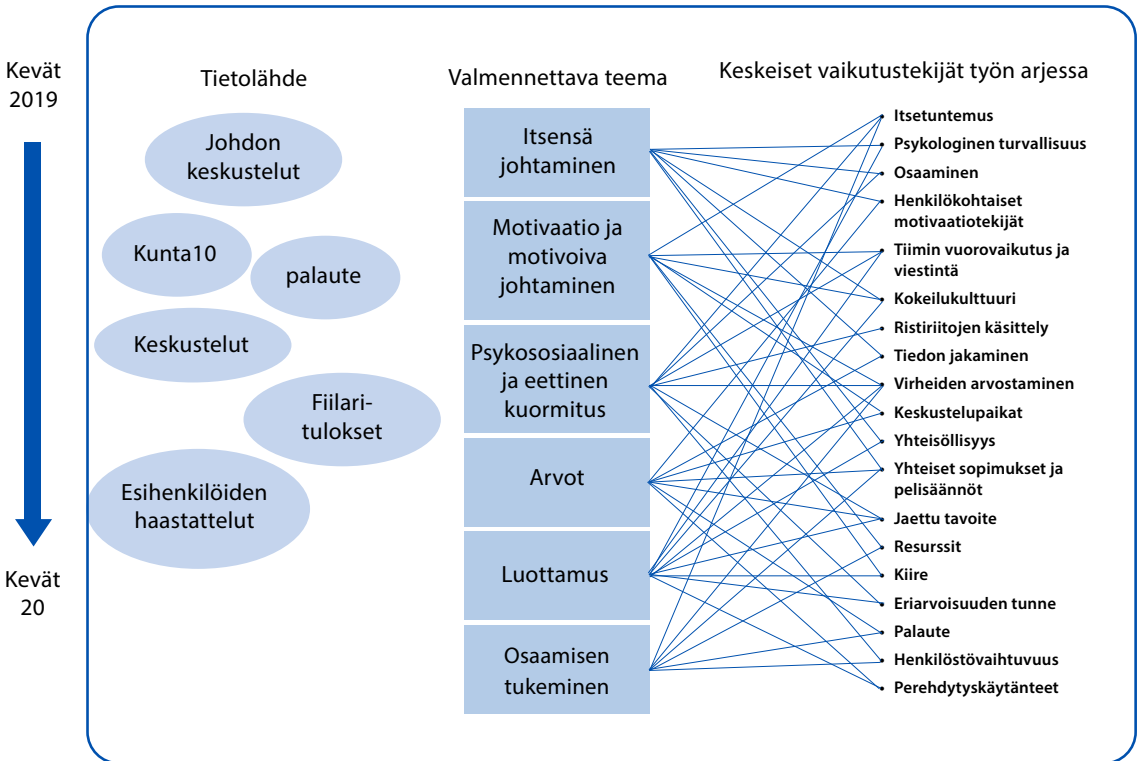 Kevät
2019
Kevät
20
Tietolähde
Johdon
keskustelut
Kunta10
palaute
Keskustelut
Fiilari-
tulokset
Esihenkilöiden
haastattelut
Valmennettava teema
Itsensä
johtaminen
Motivaatio ja
motivoiva
johtaminen
Psykososiaalinen
ja eettinen
kuormitus
Arvot
Luottamus
Osaamisen
tukeminen
Keskeiset vaikutustekijät työn arjessa
• Itsetuntemus
• Psykologinen turvallisuus
• Osaaminen
• Henkilökohtaiset
motivaatiotekijät
• Tiimin vuorovaikutus ja
viestintä
• Kokeilukulttuuri
• Ristiriitojen käsittely
• Tiedon jakaminen
• Virheiden arvostaminen
• Keskustelupaikat
• Yhteisöllisyys
• Yhteiset sopimukset ja
pelisäännöt
• Jaettu tavoite
• Resurssit
• Kiire
• Eriarvoisuuden tunne
• Palaute
• Henkilöstövaihtuvuus
• Perehdytyskäytänteet